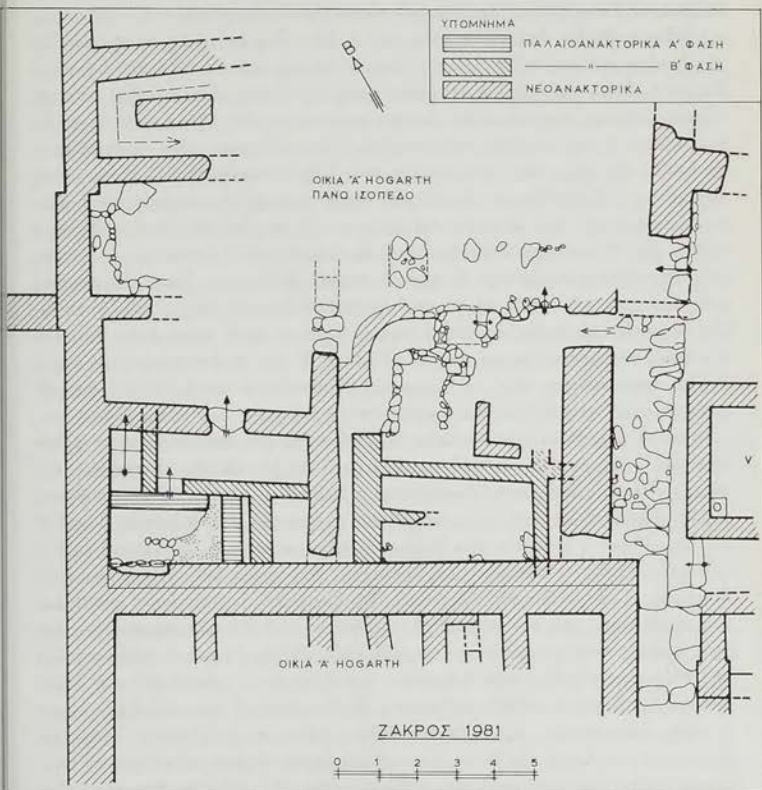 ΥΠΟΜΝΗΜΑ
ΠΑΛΑΙΟΑΝΑΚΤΟΡΙΚΑ Α' ΦΑΣΗ
—— " —— Β' ΦΑΣΗ
ΝΕΟΑΝΑΚΤΟΡΙΚΑ
Β
ΟΙΚΙΑ 'Α' HOGARTH
ΠΑΝΩ ΙΣΟΠΕΔΟ
V
ΟΙΚΙΑ 'Α' HOGARTH
ΖΑΚΡΟΣ 1981
0 1 2 3 4 5